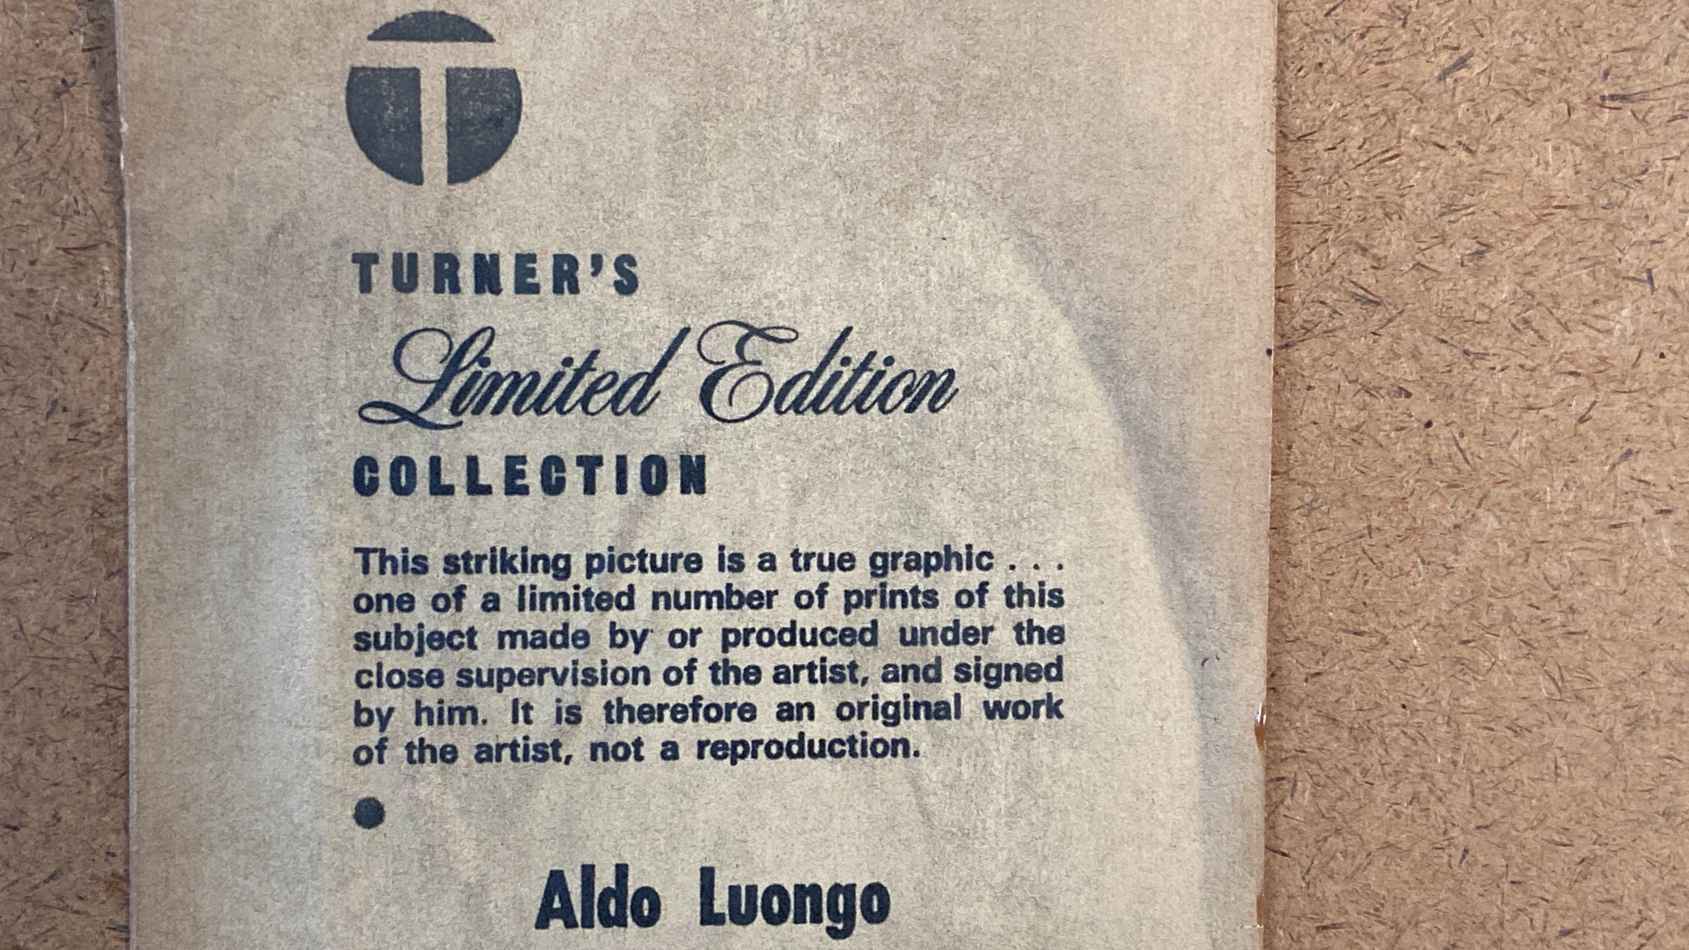 T
TURNER'S
Limited Edition
COLLECTION
This striking picture is a true graphic . . .
one of a limited number of prints of this
subject made by or produced under the
close supervision of the artist, and signed
by him. It is therefore an original work
of the artist, not a reproduction.
●
Aldo Luongo